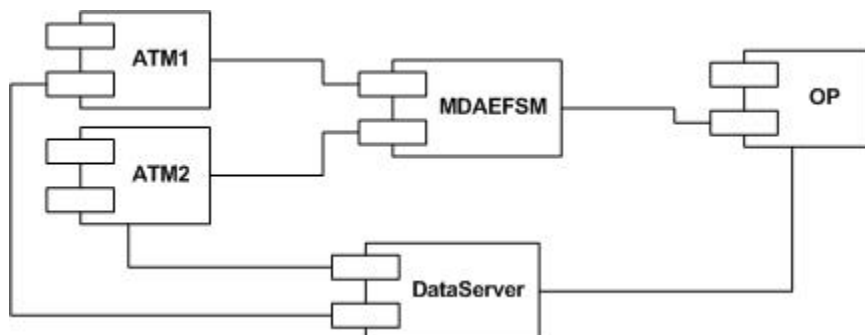 ATM1
MDAEFSM
OP
ATM2
DataServer